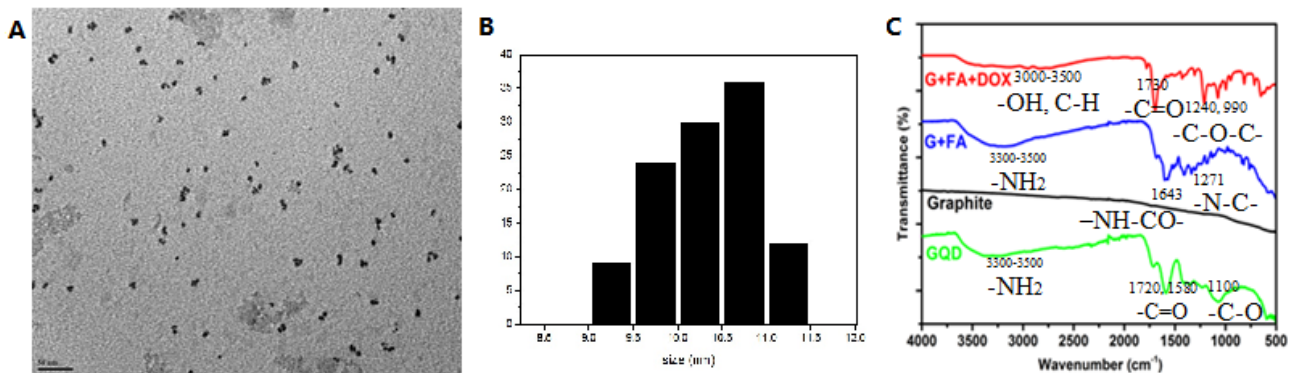 A
B
C
40
35
30
25
20
15
10
5
0
9.0 9.5 10.0 10.5 11.0 11.5 12.0
size (nm)
G+FA+DOX
3000-3500
-OH, C-H
1730
-C=O
1240, 990
-C-O-C-
G+FA
3300-3500
-NH2
1643
–NH-CO-
1271
-N-C-
Graphite
GQD
3300-3500
-NH2
1720, 1580
-C=O
1100
-C-O
Transmittance (%)
4000 3500 3000 2500 2000 1500 1000 500
Wavenumber (cm-1)